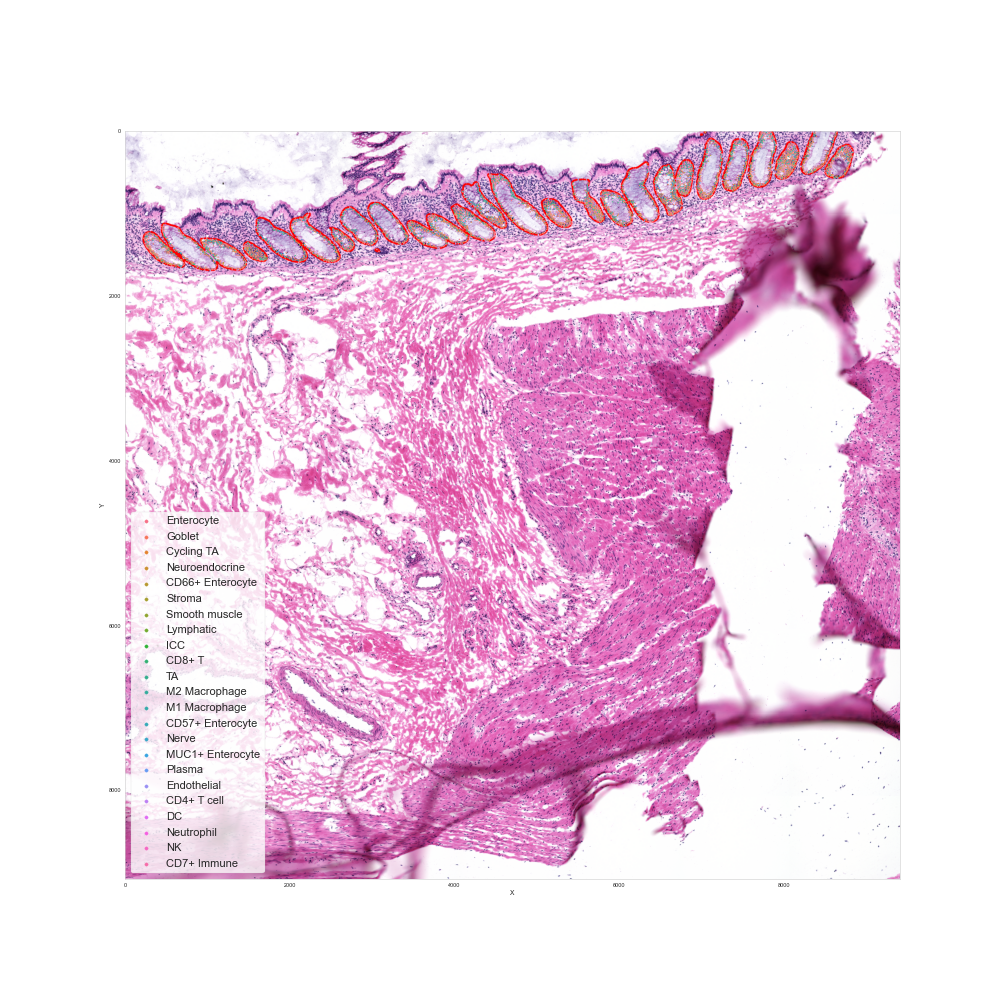 0
2000
4000
6000
8000
Y
Enterocyte
Goblet
Cycling TA
Neuroendocrine
CD66+ Enterocyte
Stroma
Smooth muscle
Lymphatic
ICC
CD8+ T
TA
M2 Macrophage
M1 Macrophage
CD57+ Enterocyte
Nerve
MUC1+ Enterocyte
Plasma
Endothelial
CD4+ T cell
DC
Neutrophil
NK
CD7+ Immune
0 2000 4000 6000 8000
X